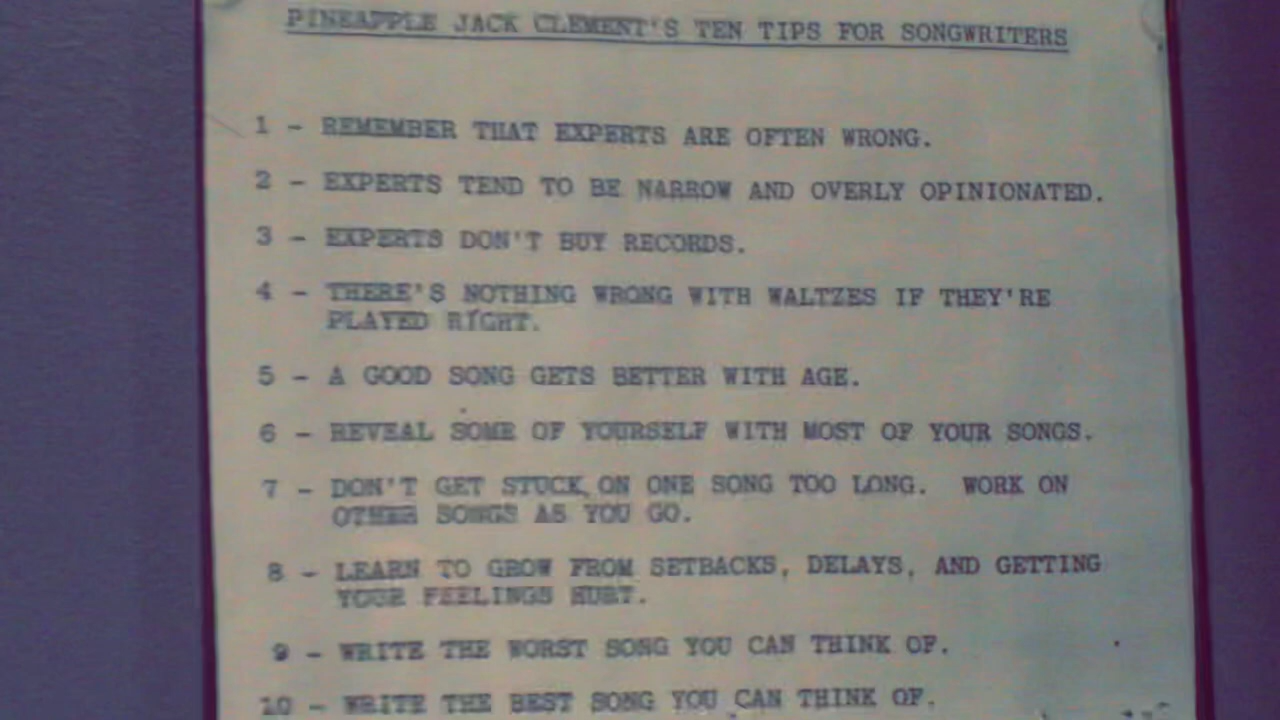 PINEAPPLE JACK CLEMENT'S TEN TIPS FOR SONGWRITERS
1 - REMEMBER THAT EXPERTS ARE OFTEN WRONG.
2 - EXPERTS TEND TO BE NARROW AND OVERLY OPINIONATED.
3 - EXPERTS DON'T BUY RECORDS.
4 - THERE'S NOTHING WRONG WITH WALTZES IF THEY'RE
PLAYED RIGHT.
5 - A GOOD SONG GETS BETTER WITH AGE.
6 - REVEAL SOME OF YOURSELF WITH MOST OF YOUR SONGS.
7 - DON'T GET STUCK ON ONE SONG TOO LONG. WORK ON
OTHER SONGS AS YOU GO.
8 - LEARN TO GROW FROM SETBACKS, DELAYS, AND GETTING
YOUR FEELINGS HURT.
9 - WRITE THE WORST SONG YOU CAN THINK OF.
10 - WRITE THE BEST SONG YOU CAN THINK OF.